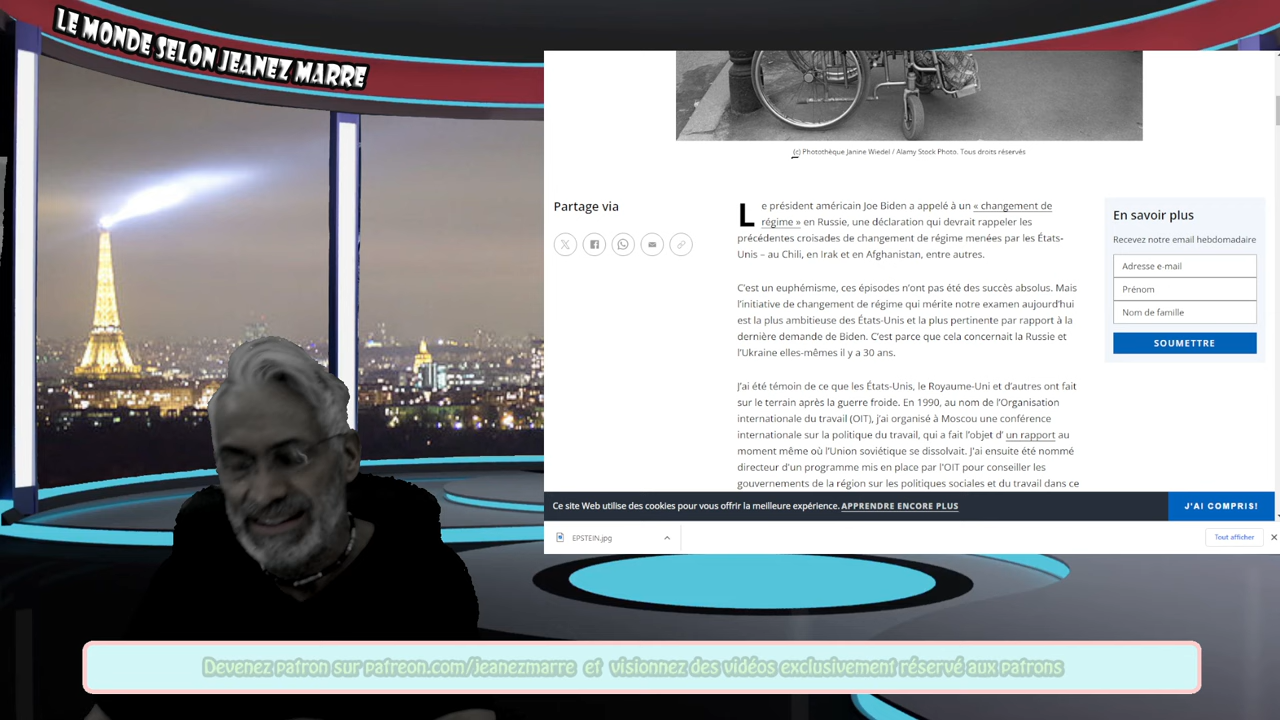 LE MONDE SELON JEANEZ MARRE
(c) Photothèque Janine Wiedel / Alamy Stock Photo. Tous droits réservés
Partage via
Le président américain Joe Biden a appelé à un « changement de
régime » en Russie, une déclaration qui devrait rappeler les
précédentes croisades de changement de régime menées par les États-
Unis – au Chili, en Irak et en Afghanistan, entre autres.
C'est un euphémisme, ces épisodes n'ont pas été des succès absolus. Mais
l'initiative de changement de régime qui mérite notre examen aujourd'hui
est la plus ambitieuse des États-Unis et la plus pertinente par rapport à la
dernière demande de Biden. C'est parce que cela concernait la Russie et
l'Ukraine elles-mêmes il y a 30 ans.
J'ai été témoin de ce que les États-Unis, le Royaume-Uni et d'autres ont fait
sur le terrain après la guerre froide. En 1990, au nom de l'Organisation
internationale du travail (OIT), j'ai organisé à Moscou une conférence
internationale sur la politique du travail, qui a fait l'objet d' un rapport au
moment même où l'Union soviétique se dissolvait. J'ai ensuite été nommé
directeur d'un programme mis en place par l'OIT pour conseiller les
gouvernements de la région sur les politiques sociales et du travail dans ce
En savoir plus
Recevez notre email hebdomadaire
Adresse e-mail
Prénom
Nom de famille
SOUMETTRE
Ce site Web utilise des cookies pour vous offrir la meilleure expérience. APPRENDRE ENCORE PLUS
J'AI COMPRIS!
EPSTEIN.jpg
Tout afficher
Devenez patron sur patreon.com/jeanezmarre et visionnez des vidéos exclusivement réservé aux patrons